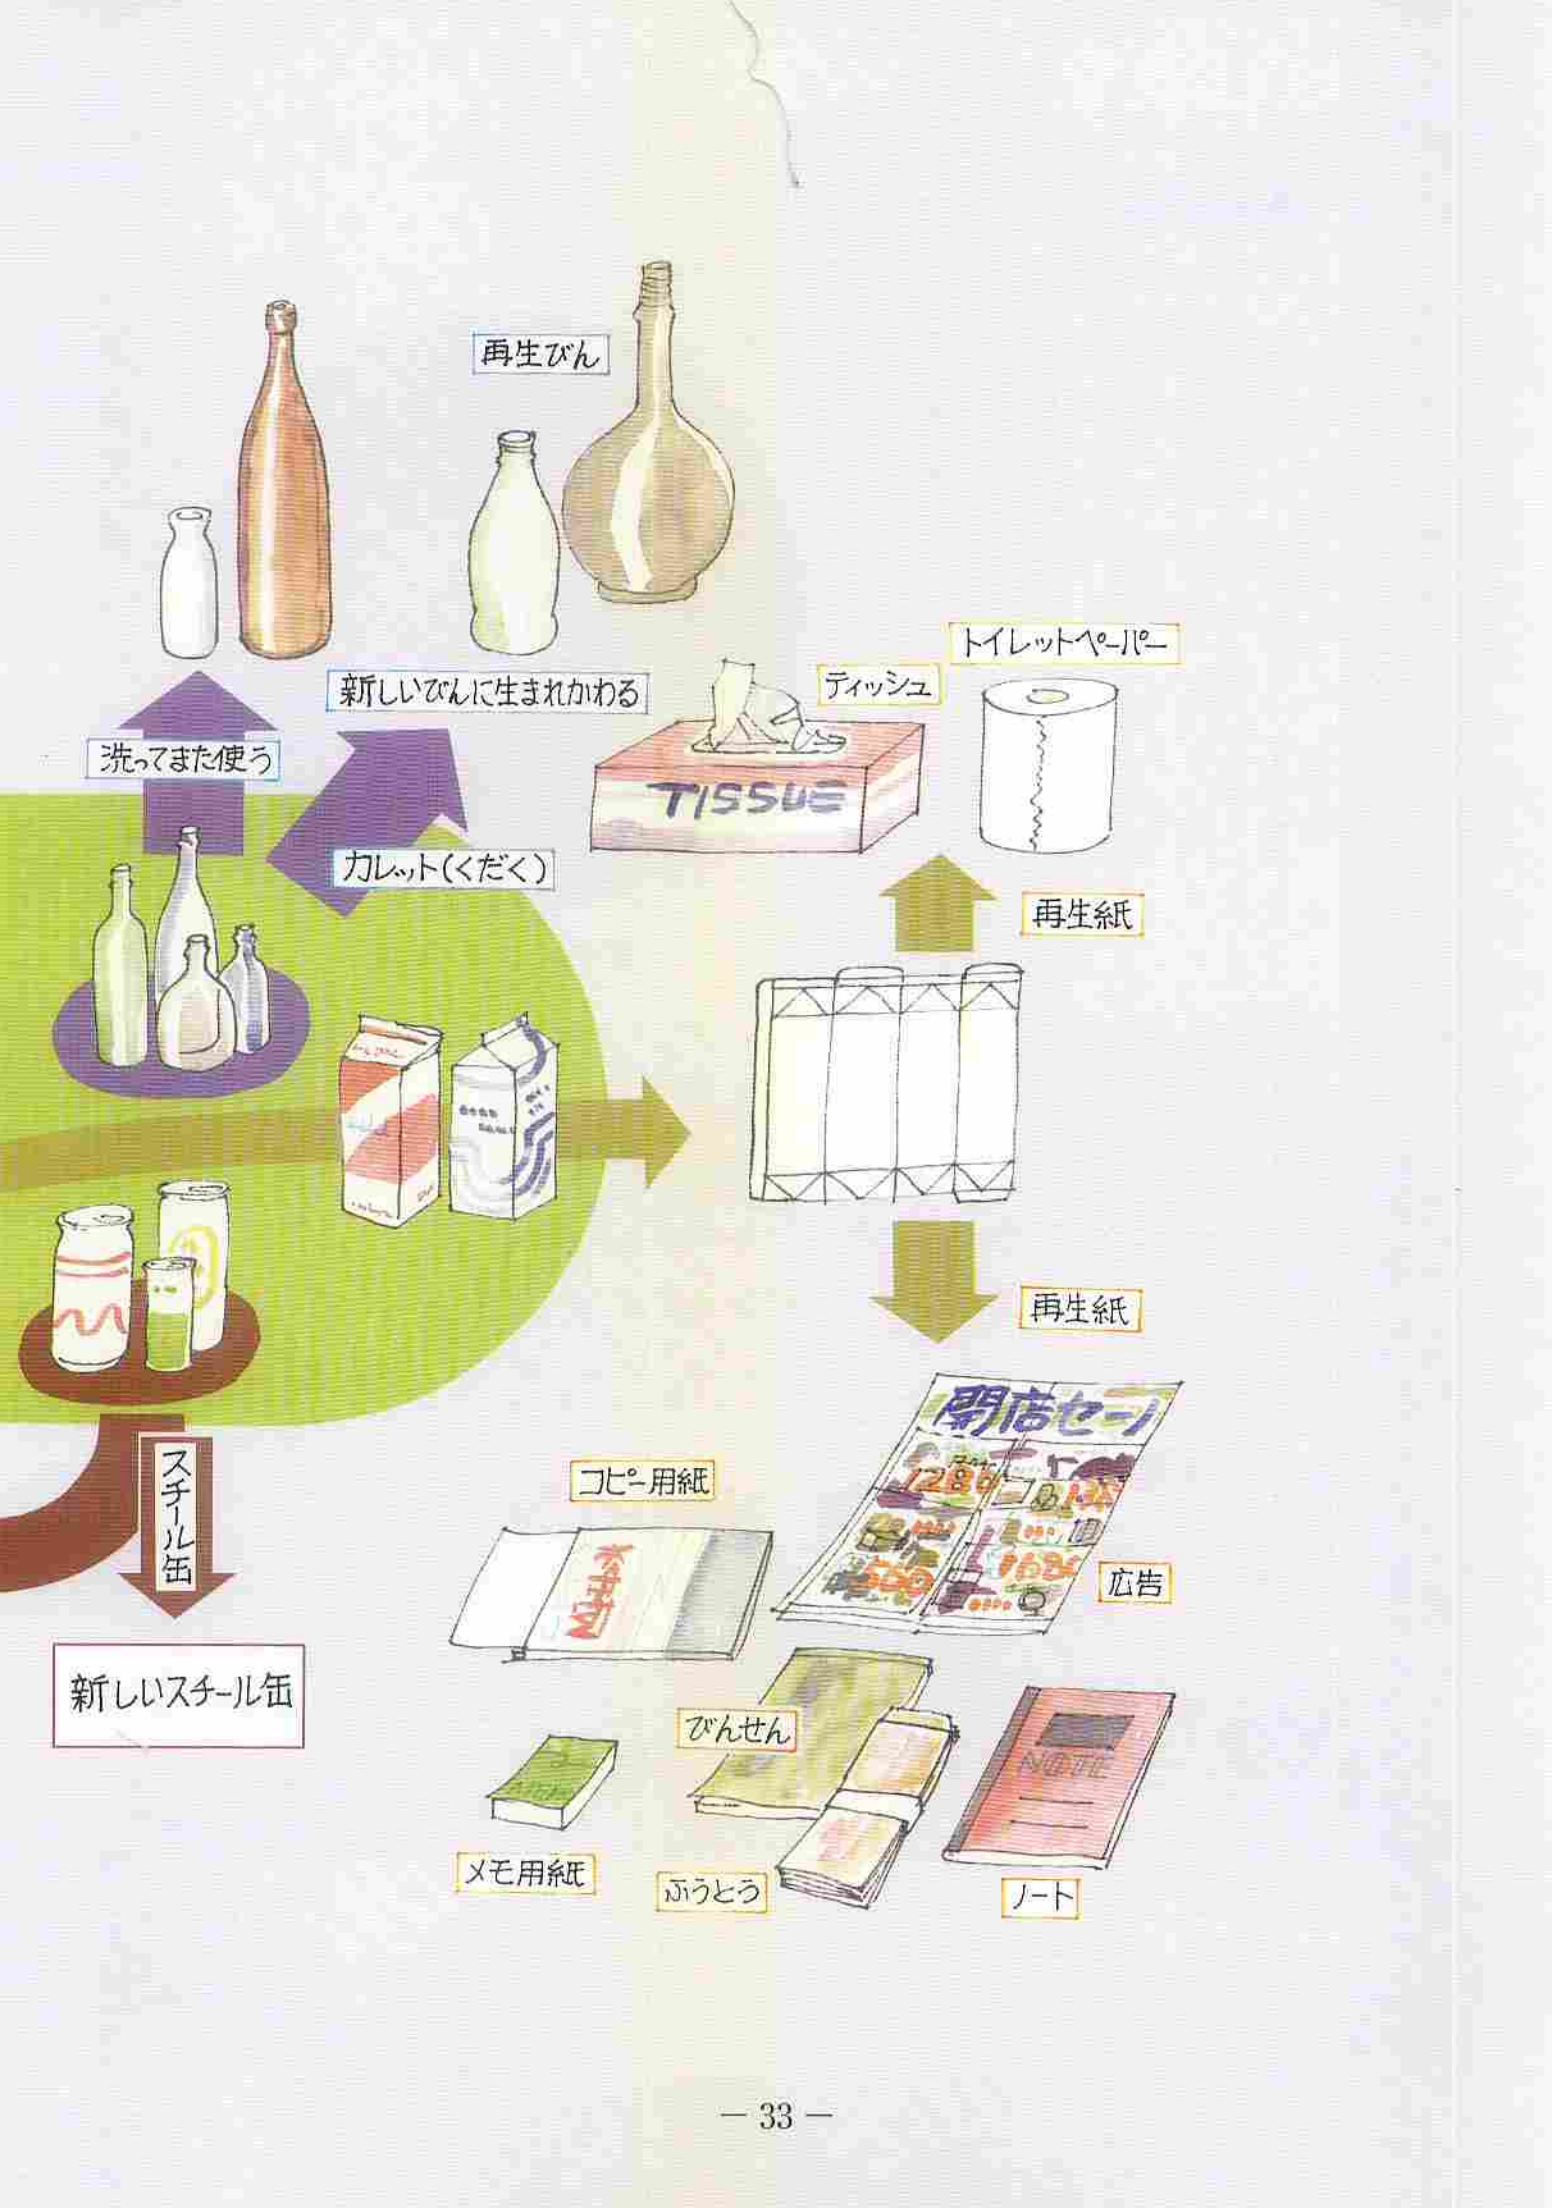 再生びん
トイレットペーパー
ティッシュ
新しいびんに生まれかわる
洗ってまた使う
TISSUE
カレット(くだく)
再生紙
再生紙
開店セール
スチール缶
コピー用紙
広告
新しいスチール缶
びんせん
NOTE
メモ用紙
ふうとう
ノート
— 33 —